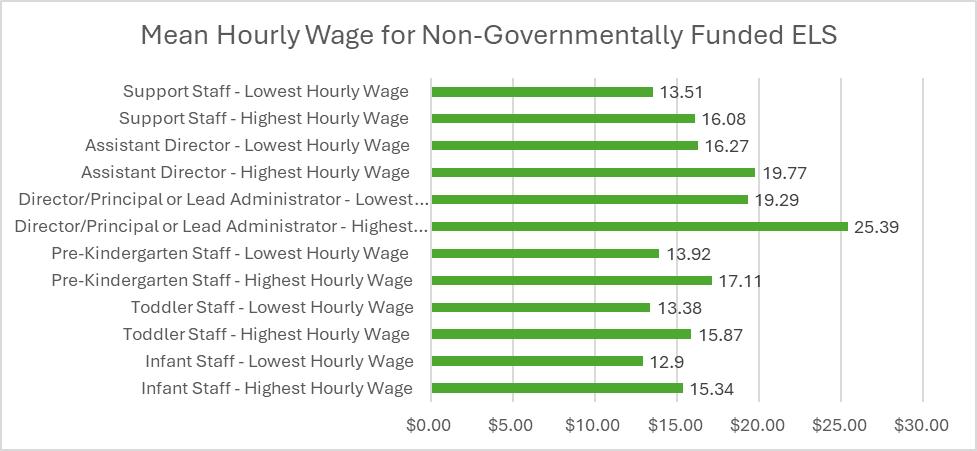 Mean Hourly Wage for Non-Governmentally Funded ELS
Support Staff - Lowest Hourly Wage 13.51
Support Staff - Highest Hourly Wage 16.08
Assistant Director - Lowest Hourly Wage 16.27
Assistant Director - Highest Hourly Wage 19.77
Director/Principal or Lead Administrator - Lowest... 19.29
Director/Principal or Lead Administrator - Highest... 25.39
Pre-Kindergarten Staff - Lowest Hourly Wage 13.92
Pre-Kindergarten Staff - Highest Hourly Wage 17.11
Toddler Staff - Lowest Hourly Wage 13.38
Toddler Staff - Highest Hourly Wage 15.87
Infant Staff - Lowest Hourly Wage 12.9
Infant Staff - Highest Hourly Wage 15.34
$0.00 $5.00 $10.00 $15.00 $20.00 $25.00 $30.00